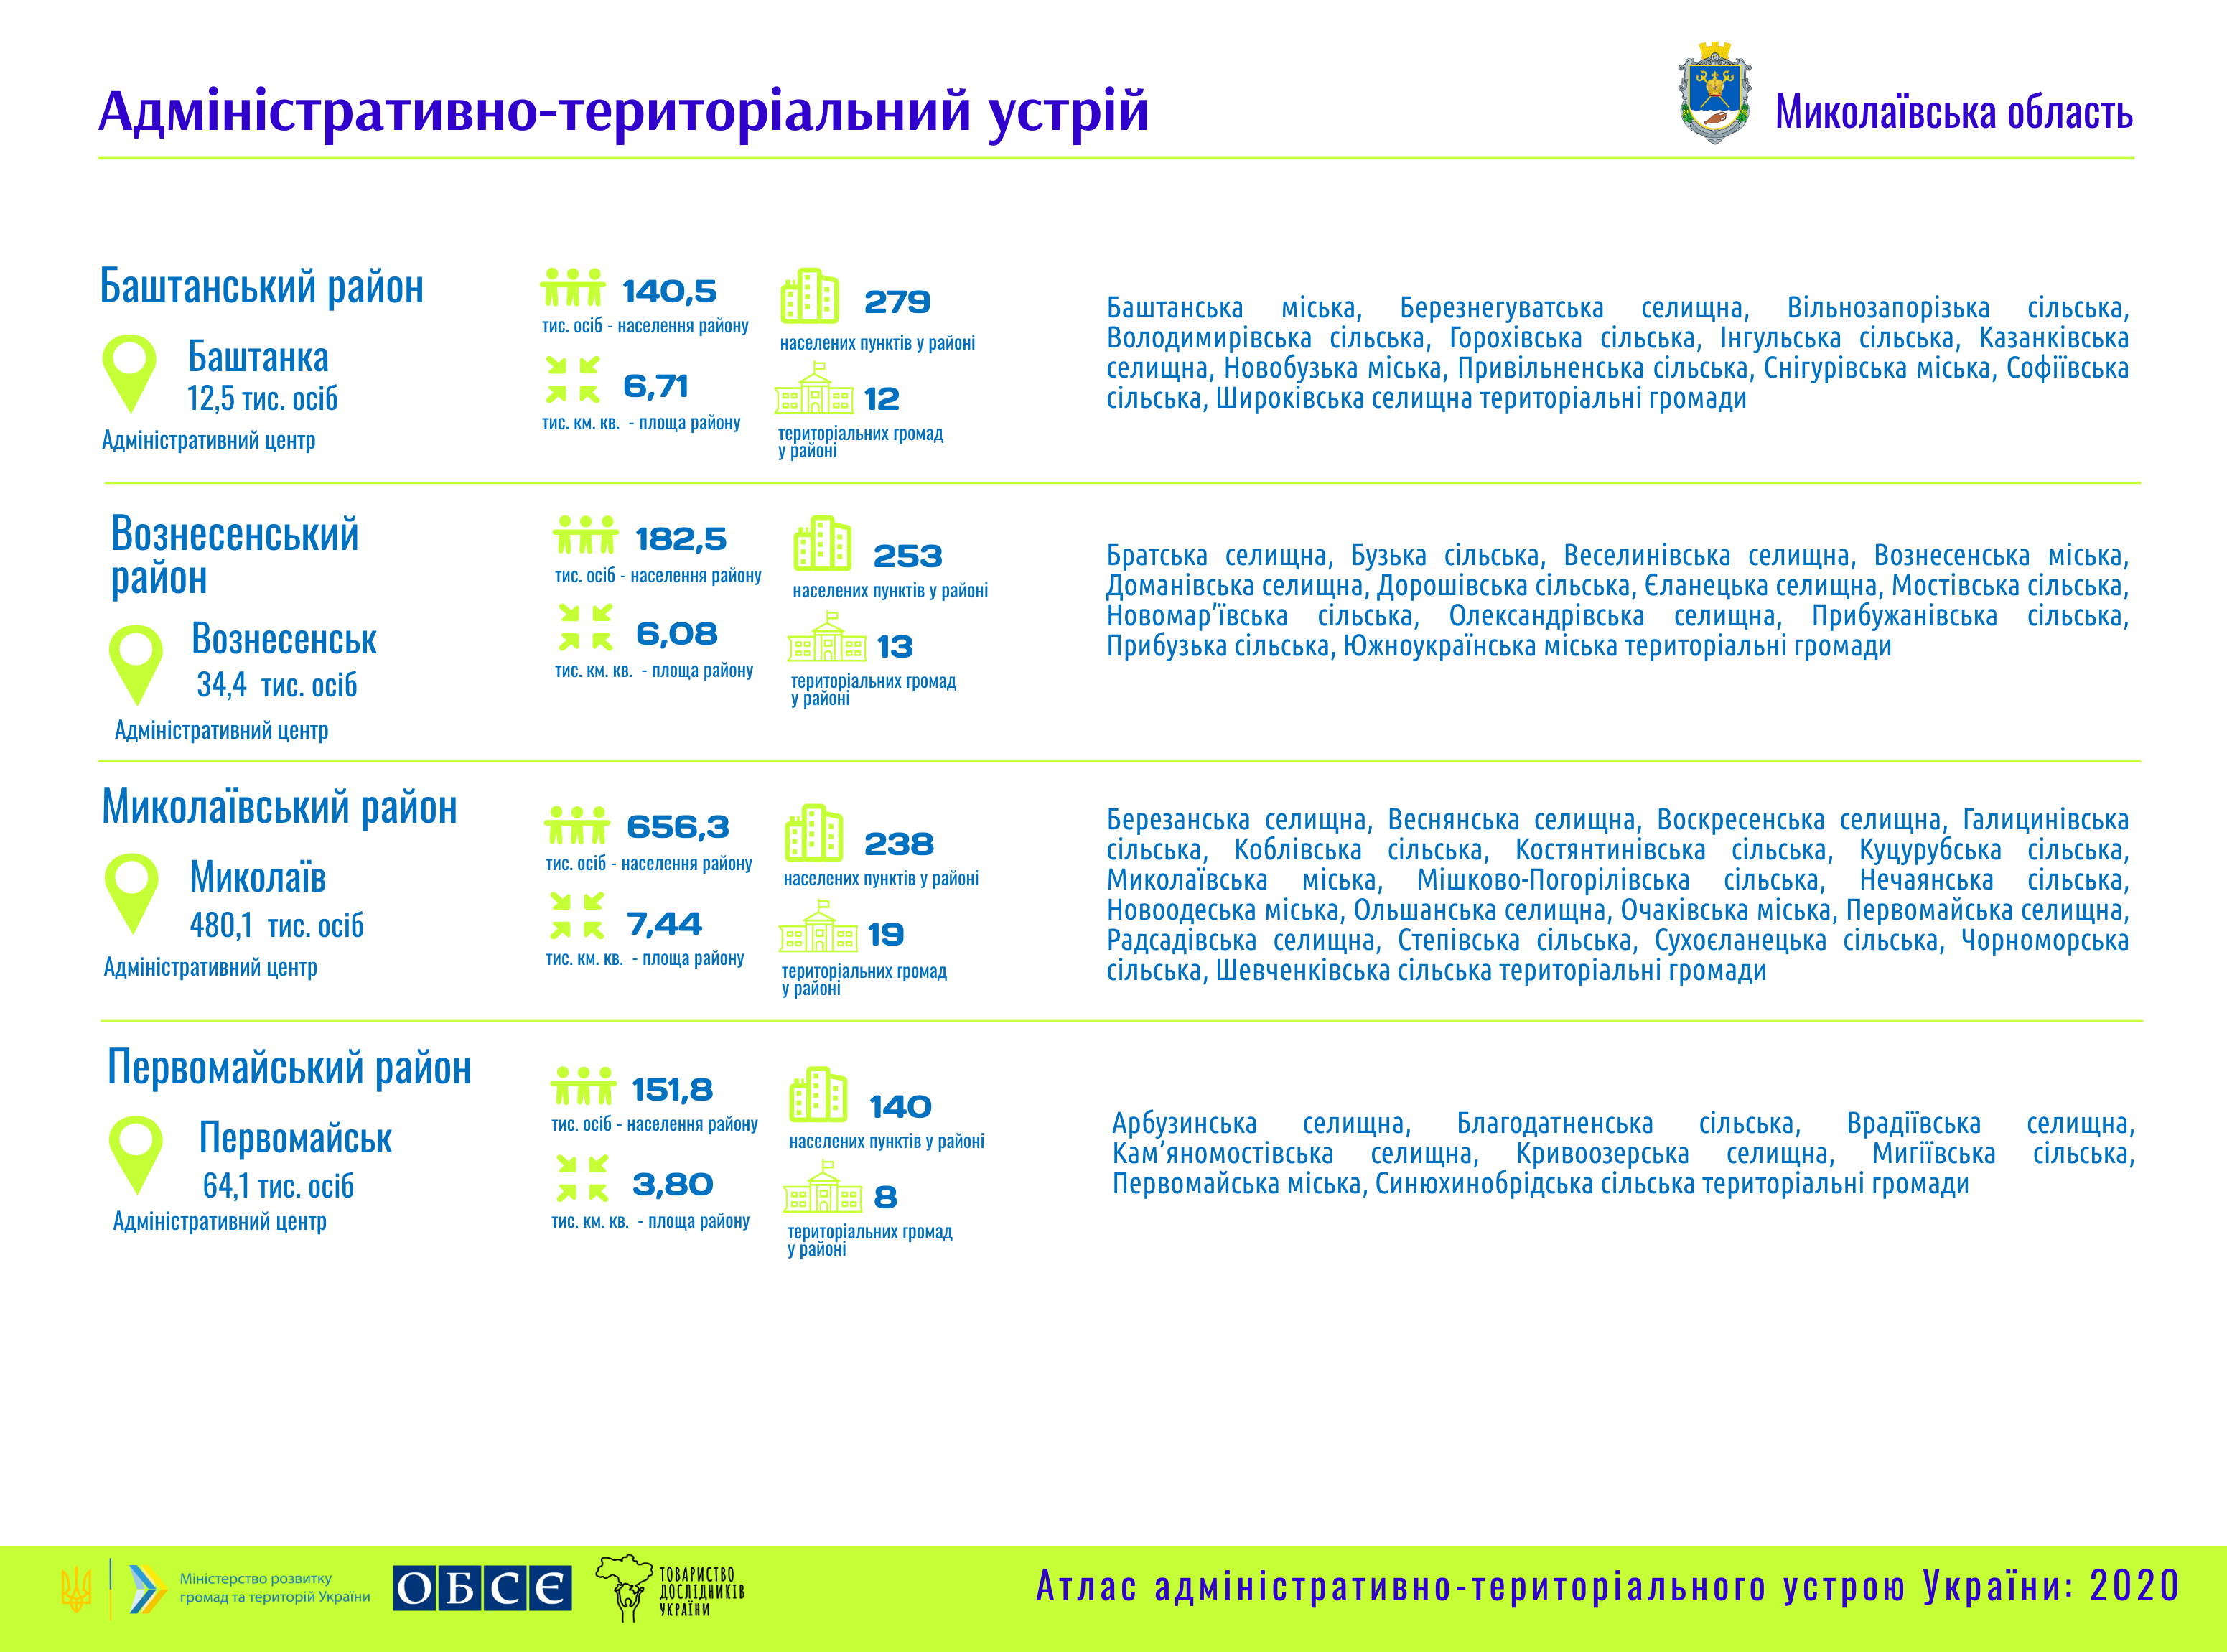 Адміністративно-територіальний устрій
Миколаївська область
Баштанський район
Баштанка
12,5 тис. осіб
Адміністративний центр
140,5
тис. осіб - населення району
6,71
тис. км. кв. - площа району
279
населених пунктів у районі
12
територіальних громад
у районі
Баштанська міська, Березнегуватська селищна, Вільнозапорізька сільська,
Володимирівська сільська, Горохівська сільська, Інгульська сільська, Казанківська
селищна, Новобузька міська, Привільненська сільська, Снігурівська міська, Софіївська
сільська, Широківська селищна територіальні громади
Вознесенський
район
Вознесенськ
34,4 тис. осіб
Адміністративний центр
182,5
тис. осіб - населення району
6,08
тис. км. кв. - площа району
253
населених пунктів у районі
13
територіальних громад
у районі
Братська селищна, Бузька сільська, Веселинівська селищна, Вознесенська міська,
Доманівська селищна, Дорошівська сільська, Єланецька селищна, Мостівська сільська,
Новомар’ївська сільська, Олександрівська селищна, Прибужанівська сільська,
Прибузька сільська, Южноукраїнська міська територіальні громади
Миколаївський район
Миколаїв
480,1 тис. осіб
Адміністративний центр
656,3
тис. осіб - населення району
7,44
тис. км. кв. - площа району
238
населених пунктів у районі
19
територіальних громад
у районі
Березанська селищна, Веснянська селищна, Воскресенська селищна, Галицинівська
сільська, Коблівська сільська, Костянтинівська сільська, Куцурубська сільська,
Миколаївська міська, Мішково-Погорілівська сільська, Нечаянська сільська,
Новоодеська міська, Ольшанська селищна, Очаківська міська, Первомайська селищна,
Радсадівська селищна, Степівська сільська, Сухоєланецька сільська, Чорноморська
сільська, Шевченківська сільська територіальні громади
Первомайський район
Первомайськ
64,1 тис. осіб
Адміністративний центр
151,8
тис. осіб - населення району
3,80
тис. км. кв. - площа району
140
населених пунктів у районі
8
територіальних громад
у районі
Арбузинська селищна, Благодатненська сільська, Врадіївська селищна,
Кам’яномостівська селищна, Кривоозерська селищна, Мигіївська сільська,
Первомайська міська, Синюхинобрідська сільська територіальні громади
Міністерство розвитку
громад та територій України
ОБСЄ
ТОВАРИСТВО
ДОСЛІДНИКІВ
УКРАЇНИ
Атлас адміністративно-територіального устрою України: 2020